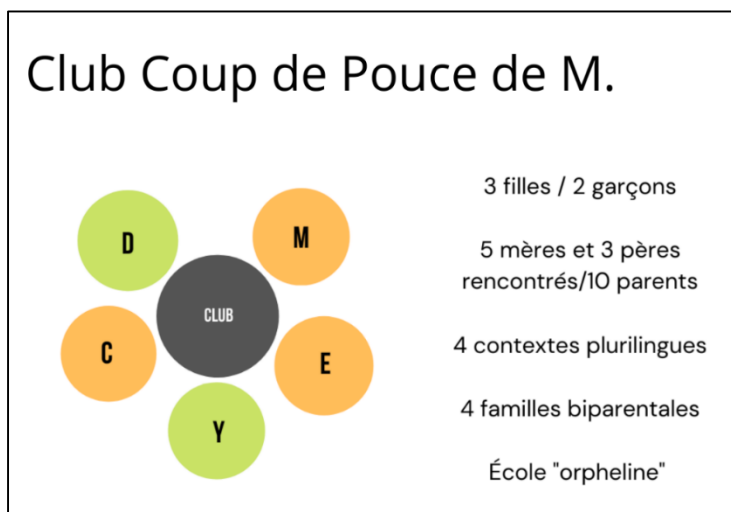 Club Coup de Pouce de M.
D
M
CLUB
C
E
Y
3 filles / 2 garçons
5 mères et 3 pères
rencontrés/10 parents
4 contextes plurilingues
4 familles biparentales
École "orpheline"